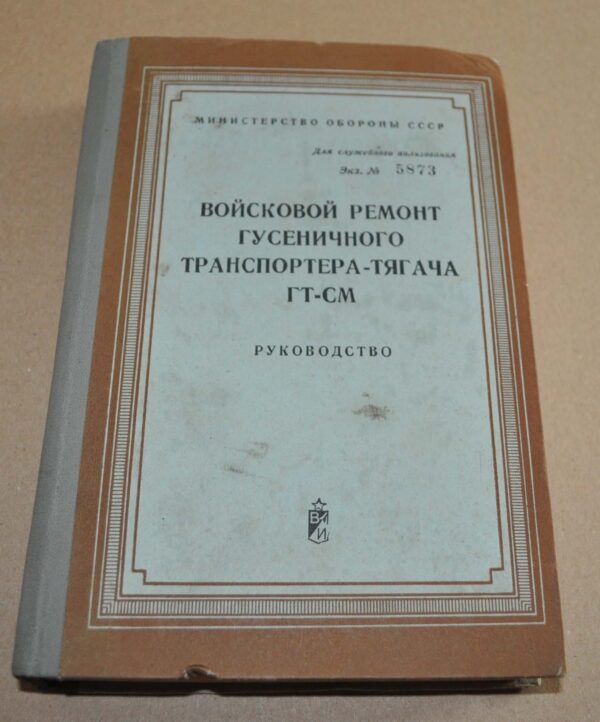 МИНИСТЕРСТВО ОБОРОНЫ СССР
Для служебного пользования
Экз. № 5873
ВОЙСКОВОЙ РЕМОНТ
ГУСЕНИЧНОГО
ТРАНСПОРТЕРА-ТЯГАЧА
ГТ-СМ
РУКОВОДСТВО
ВИ